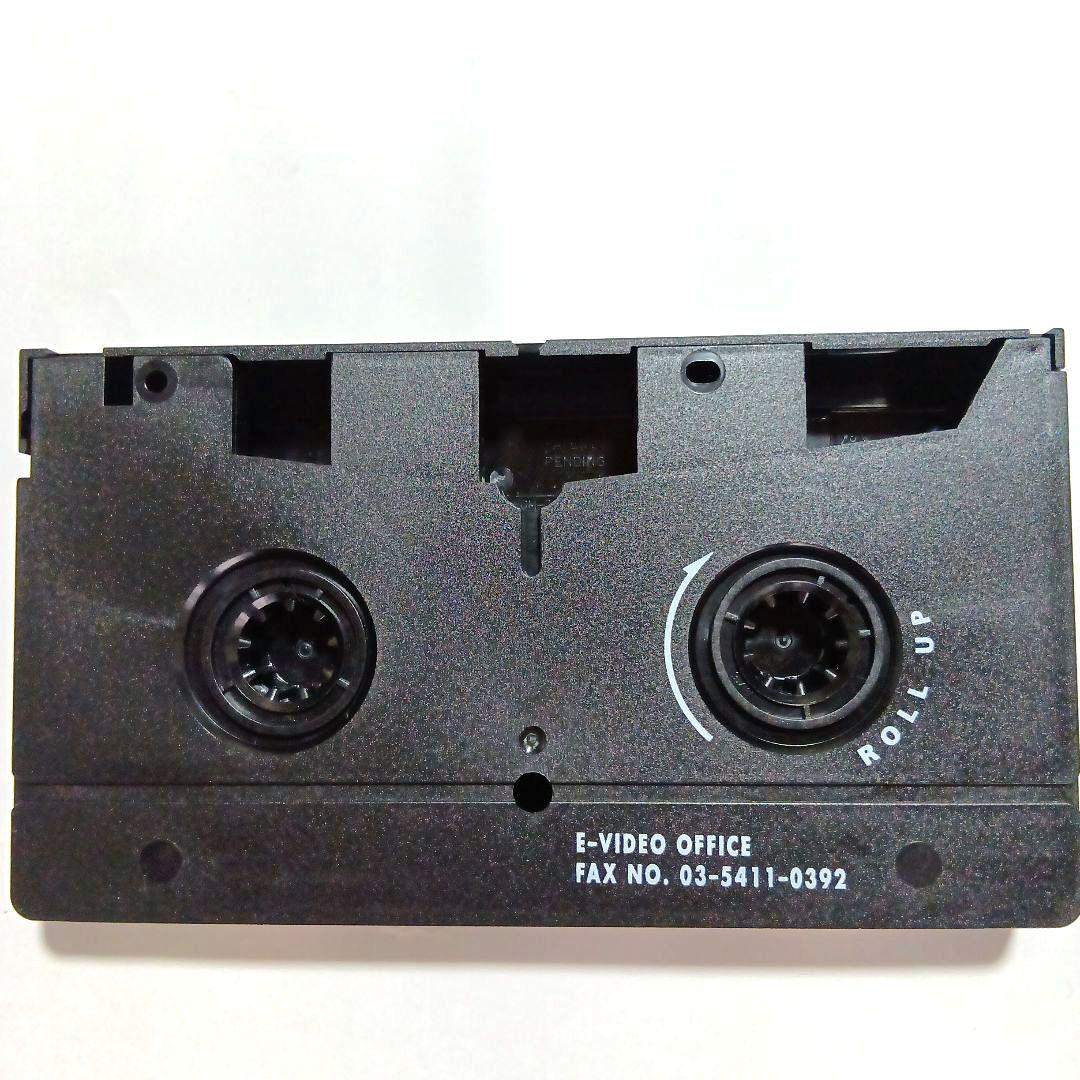 PENDING
ROLL UP
E-VIDEO OFFICE
FAX NO. 03-5411-0392